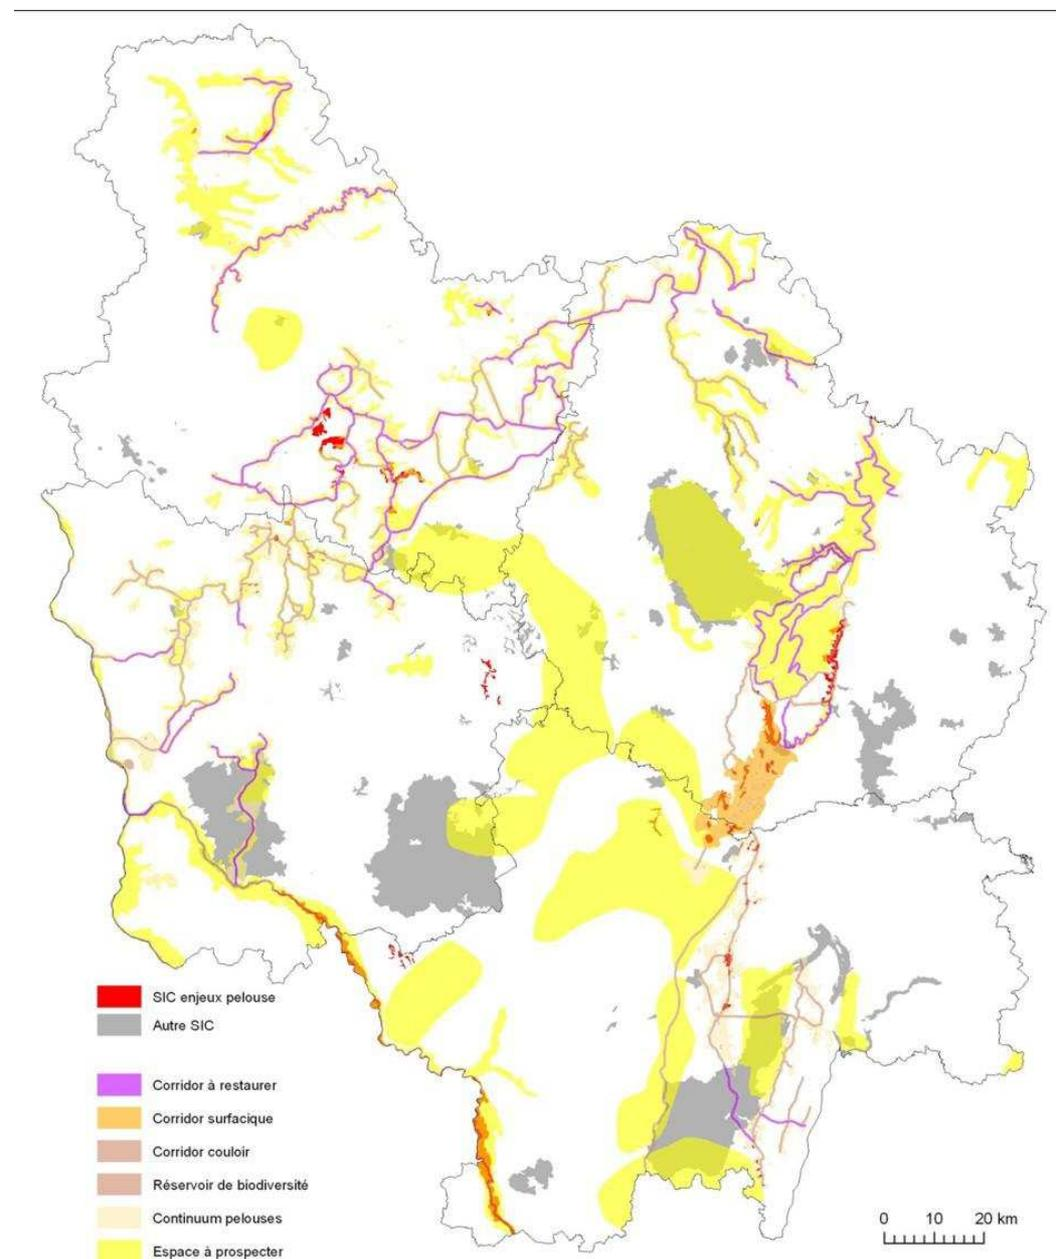 SIC enjeux pelouse
Autre SIC
Corridor à restaurer
Corridor surfacique
Corridor couloir
Réservoir de biodiversité
Continuum pelouses
Espace à prospecter
0 10 20 km